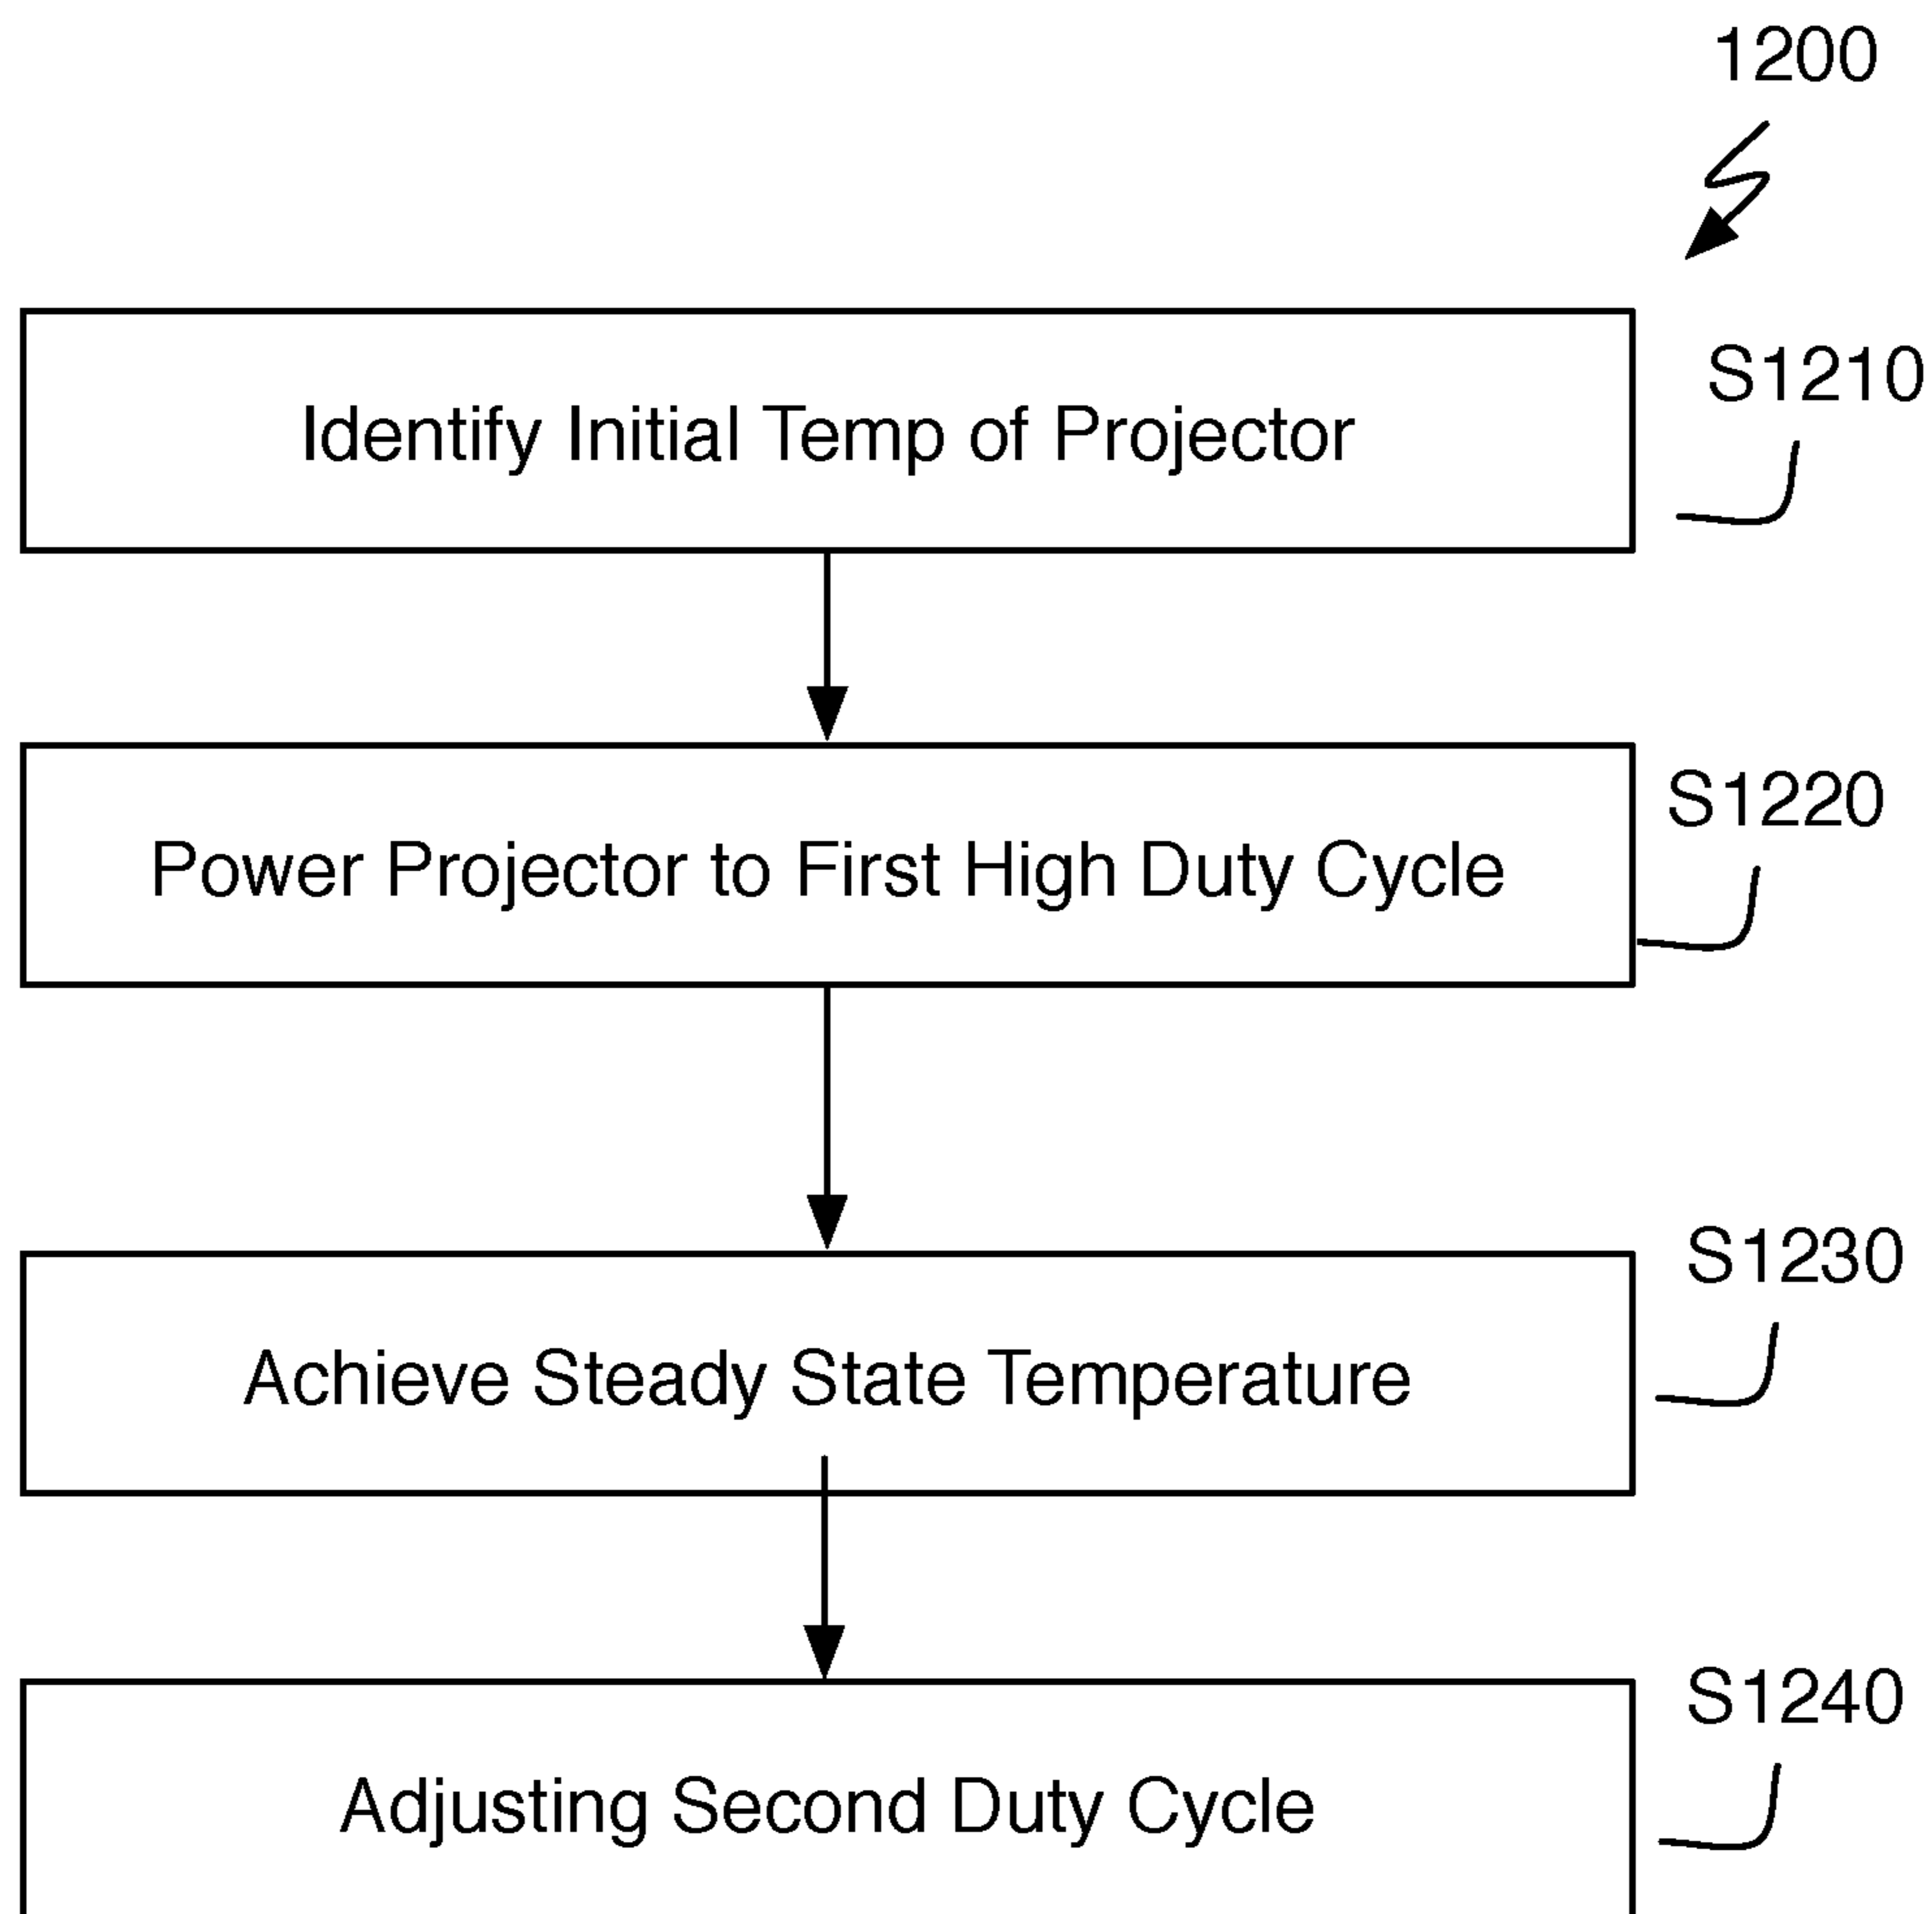 1200
S1210
Identify Initial Temp of Projector
S1220
Power Projector to First High Duty Cycle
S1230
Achieve Steady State Temperature
S1240
Adjusting Second Duty Cycle